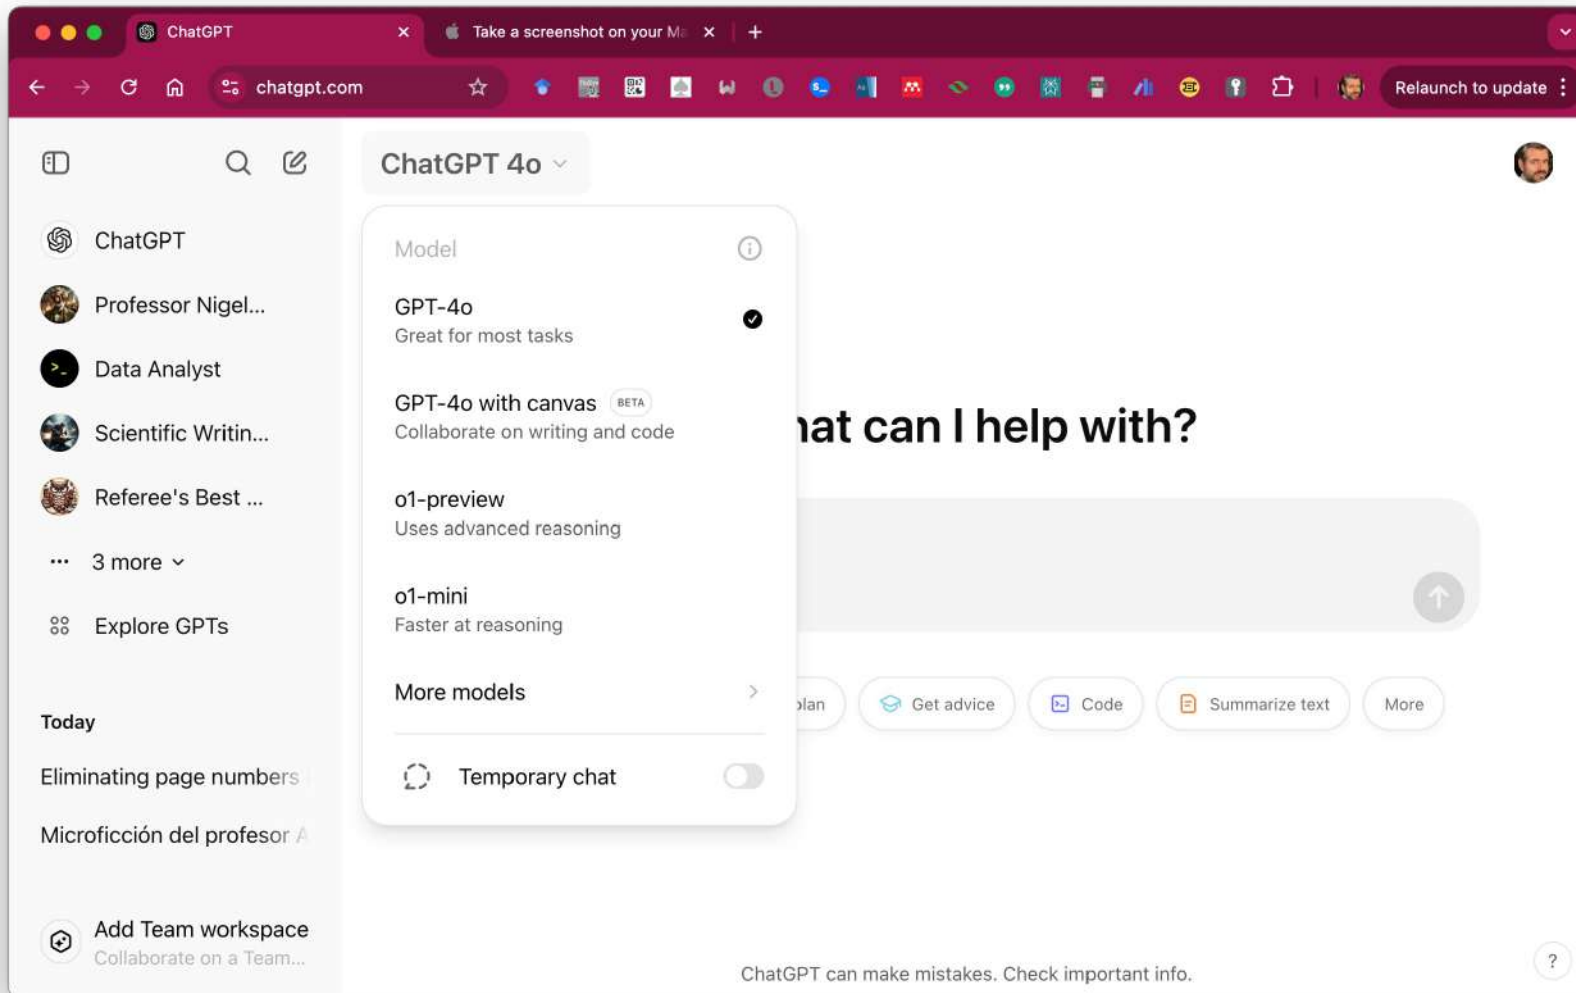 ChatGPT
Take a screenshot on your Ma
chatgpt.com
Relaunch to update
ChatGPT 4o
ChatGPT
Professor Nigel...
Data Analyst
Scientific Writin...
Referee's Best ...
3 more
Explore GPTs
Today
Eliminating page numbers
Microficción del profesor A
Add Team workspace
Collaborate on a Team...
Model
GPT-4o
Great for most tasks
GPT-4o with canvas BETA
Collaborate on writing and code
o1-preview
Uses advanced reasoning
o1-mini
Faster at reasoning
More models
Temporary chat
hat can I help with?
plan
Get advice
Code
Summarize text
More
ChatGPT can make mistakes. Check important info.
?